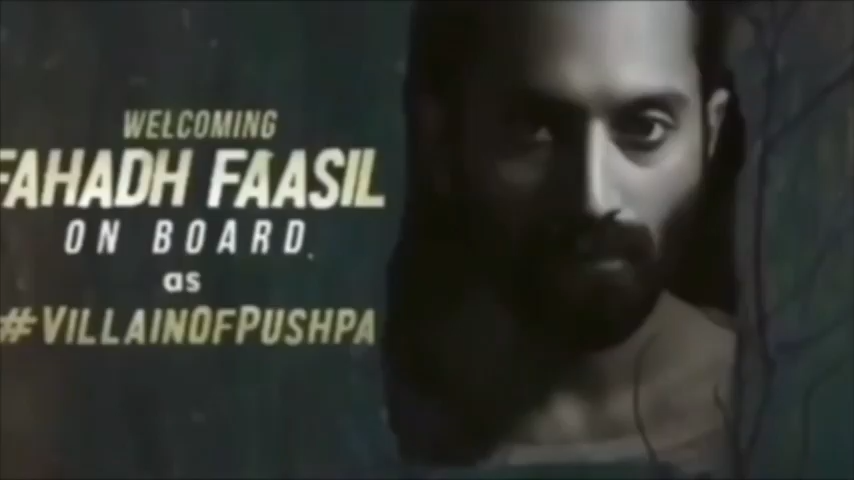 WELCOMING
FAHADH FAASIL
ON BOARD
as
#VILLAINOFPUSHPA